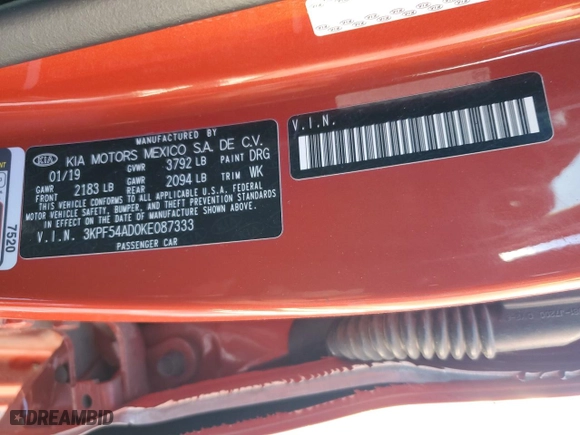 MANUFACTURED BY
KIA KIA MOTORS MEXICO S.A. DE C.V.
01/19 GVWR 3792 LB PAINT DRG
GAWR FRONT 2183 LB GAWR REAR 2094 LB TRIM WK
THIS VEHICLE CONFORMS TO ALL APPLICABLE U.S.A. FEDERAL
MOTOR VEHICLE SAFETY, BUMPER, AND THEFT PREVENTION STANDARDS
IN EFFECT ON THE DATE OF MANUFACTURE SHOWN ABOVE.
V.I.N. 3KPF54AD0KE087333
PASSENGER CAR
V.I.N.
7520
DREAMBID